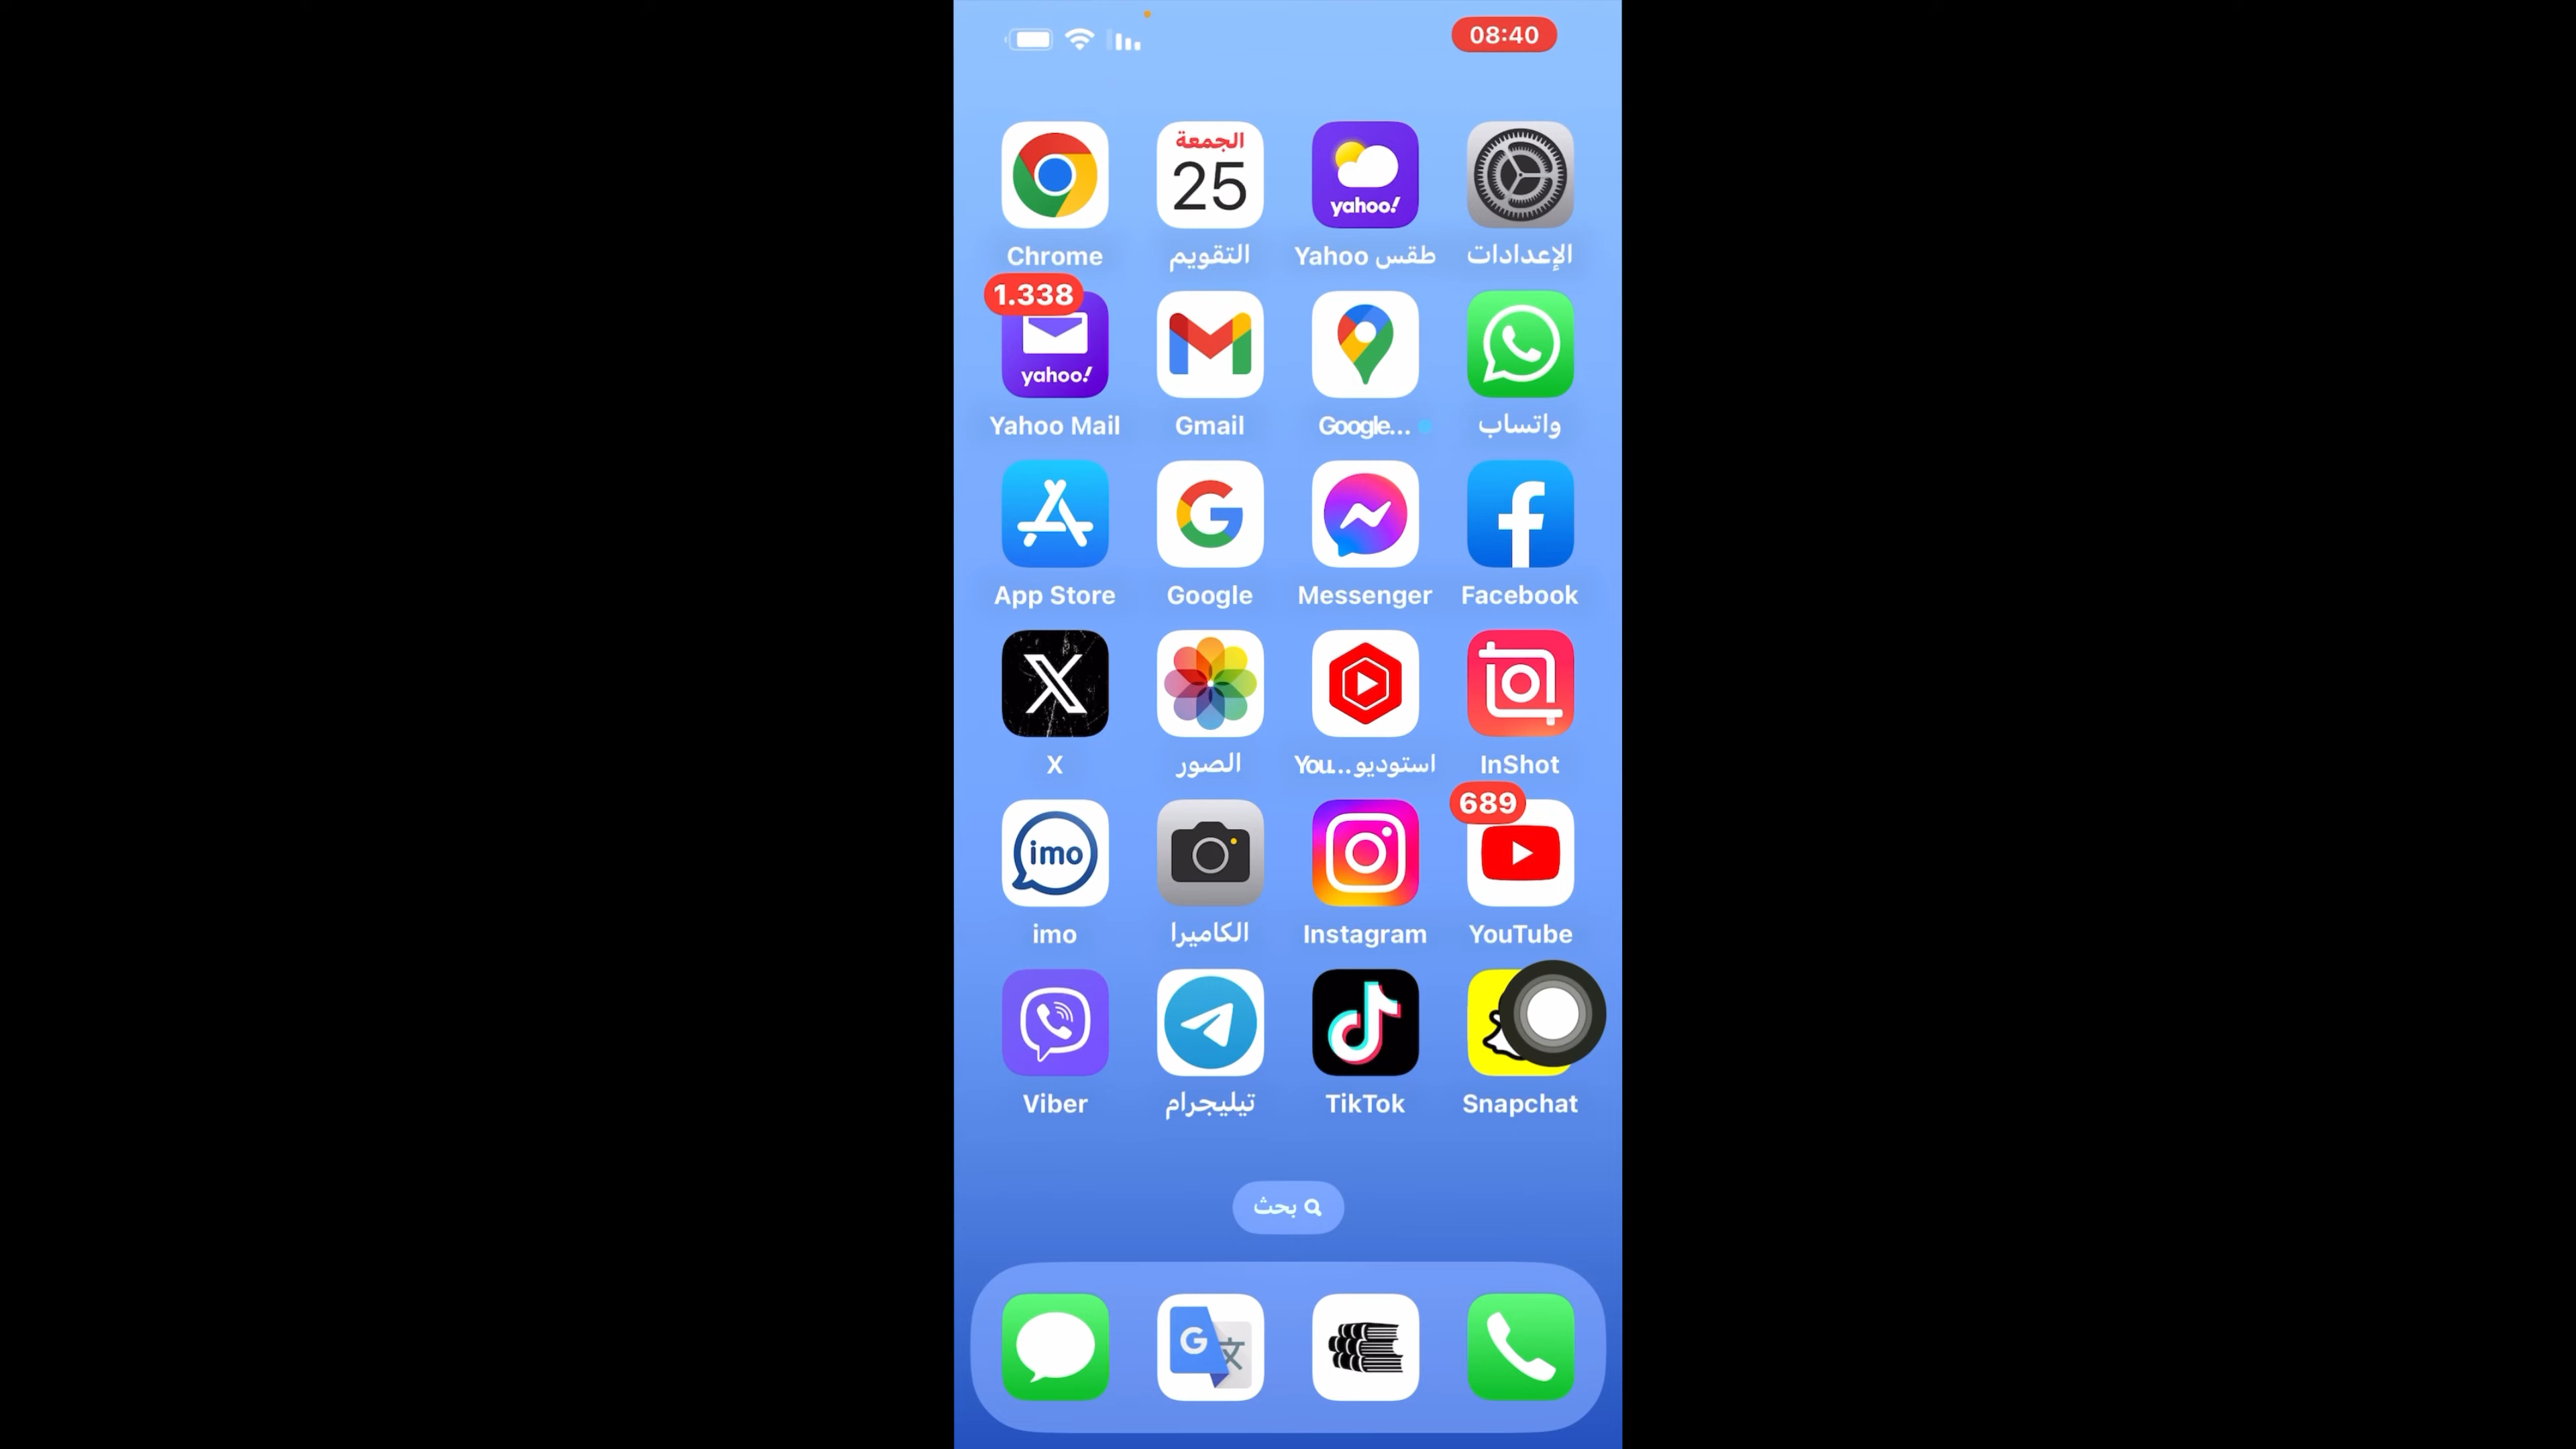 08:40
الجمعة
25
yahoo!
الإعدادات
طقس Yahoo
التقويم
Chrome
1.338
yahoo!
واتساب
Google...
Gmail
Yahoo Mail
Facebook
Messenger
Google
App Store
InShot
استوديو You...
الصور
X
689
imo
YouTube
Instagram
الكاميرا
imo
Snapchat
TikTok
تيليجرام
Viber
بحث
G
文